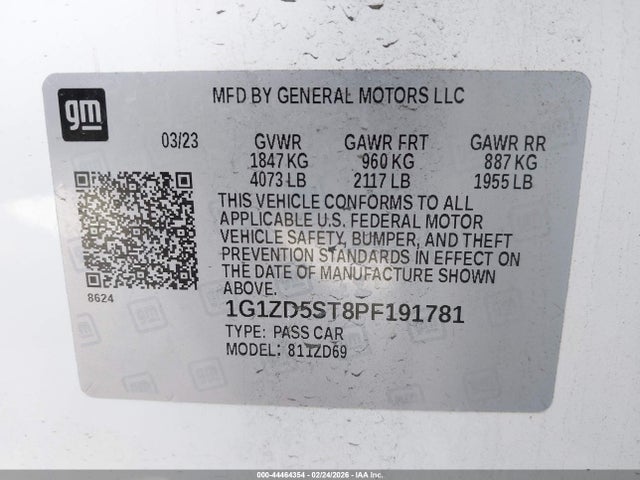 gm
MFD BY GENERAL MOTORS LLC
03/23 GVWR GAWR FRT GAWR RR
1847 KG 960 KG 887 KG
4073 LB 2117 LB 1955 LB
THIS VEHICLE CONFORMS TO ALL
APPLICABLE U.S. FEDERAL MOTOR
VEHICLE SAFETY, BUMPER, AND THEFT
PREVENTION STANDARDS IN EFFECT ON
THE DATE OF MANUFACTURE SHOWN
ABOVE.
8624
1G1ZD5ST8PF191781
TYPE: PASS CAR
MODEL: 811ZD69
000-44464354 - 02/24/2026 - IAAI, Inc.